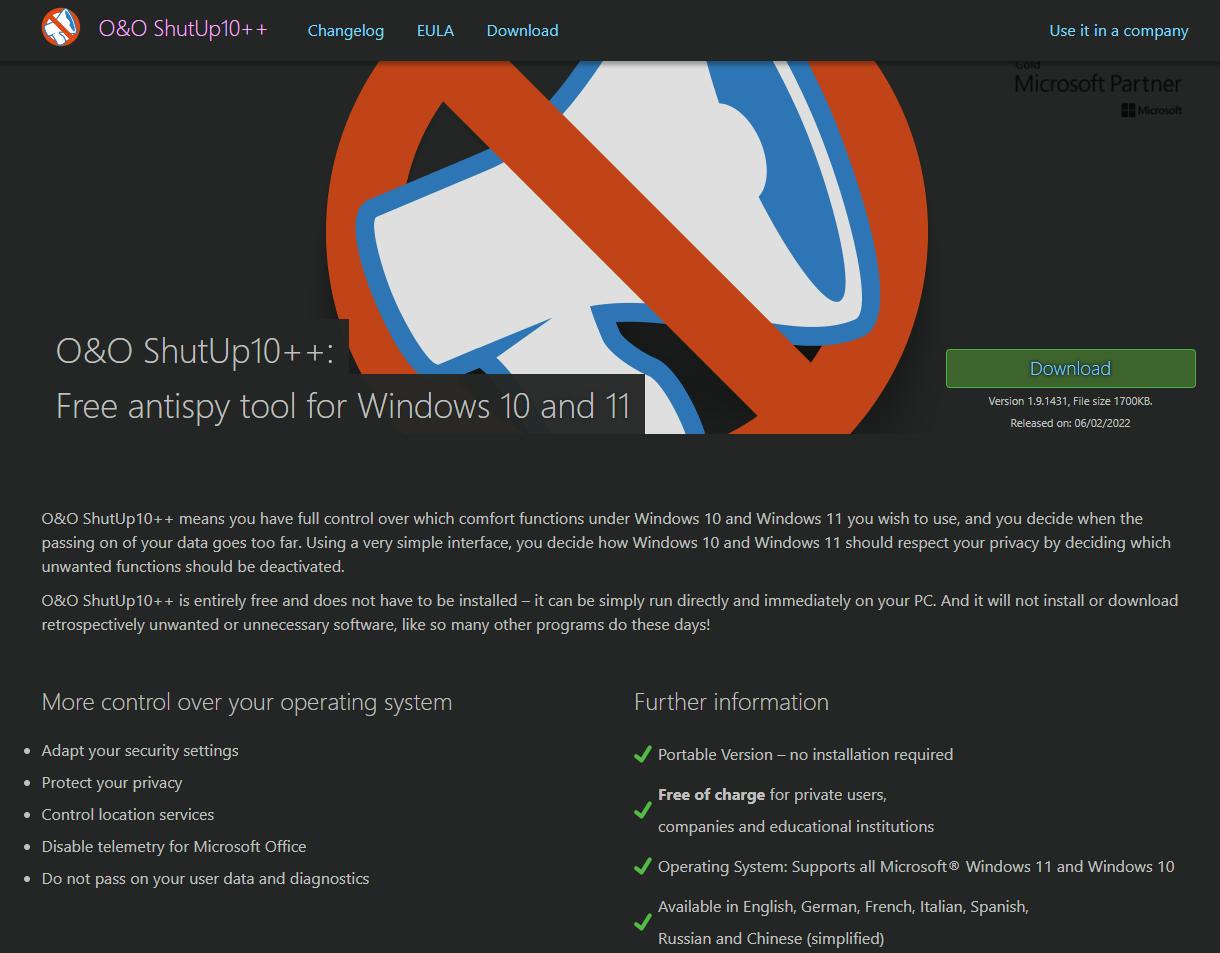 O&O ShutUp10++
Changelog
EULA
Download
Use it in a company
Gold
Microsoft Partner
Microsoft
O&O ShutUp10++:
Free antispy tool for Windows 10 and 11
Download
Version 1.9.1431, File size 1700KB.
Released on: 06/02/2022
O&O ShutUp10++ means you have full control over which comfort functions under Windows 10 and Windows 11 you wish to use, and you decide when the
passing on of your data goes too far. Using a very simple interface, you decide how Windows 10 and Windows 11 should respect your privacy by deciding which
unwanted functions should be deactivated.
O&O ShutUp10++ is entirely free and does not have to be installed – it can be simply run directly and immediately on your PC. And it will not install or download
retrospectively unwanted or unnecessary software, like so many other programs do these days!
More control over your operating system
Adapt your security settings
Protect your privacy
Control location services
Disable telemetry for Microsoft Office
Do not pass on your user data and diagnostics
Further information
Portable Version – no installation required
Free of charge for private users,
companies and educational institutions
Operating System: Supports all Microsoft® Windows 11 and Windows 10
Available in English, German, French, Italian, Spanish,
Russian and Chinese (simplified)